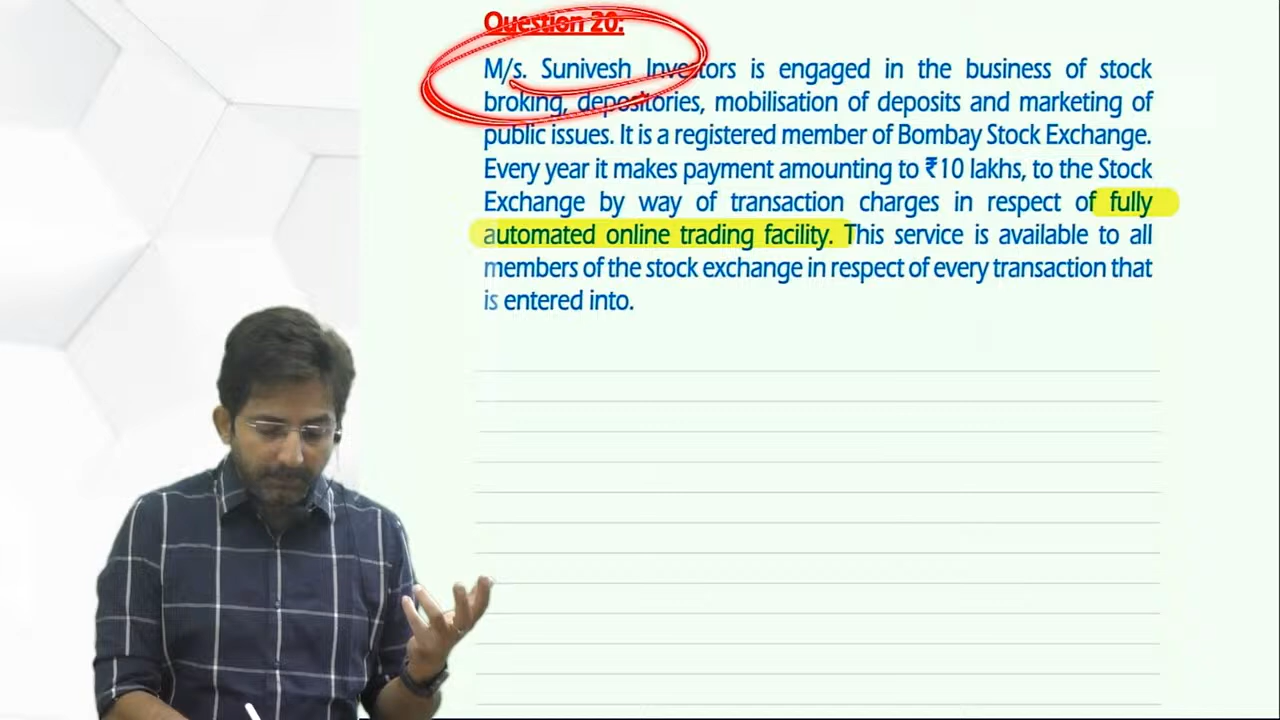 Question 20:
M/s. Sunivesh Investors is engaged in the business of stock
broking, depositories, mobilisation of deposits and marketing of
public issues. It is a registered member of Bombay Stock Exchange.
Every year it makes payment amounting to ₹10 lakhs, to the Stock
Exchange by way of transaction charges in respect of fully
automated online trading facility. This service is available to all
members of the stock exchange in respect of every transaction that
is entered into.